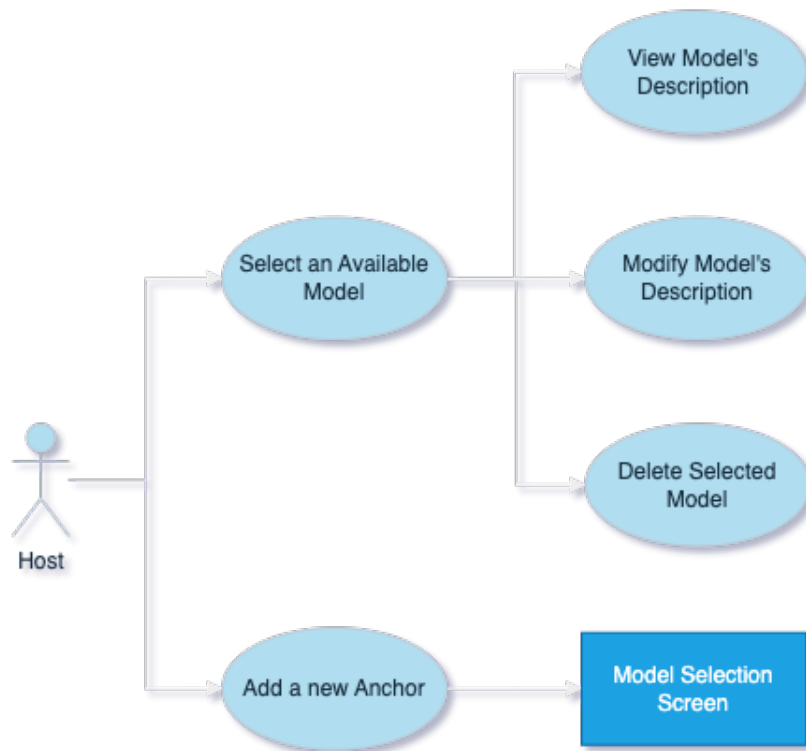 View Model's
Description
Select an Available
Model
Modify Model's
Description
Delete Selected
Model
Host
Add a new Anchor
Model Selection
Screen